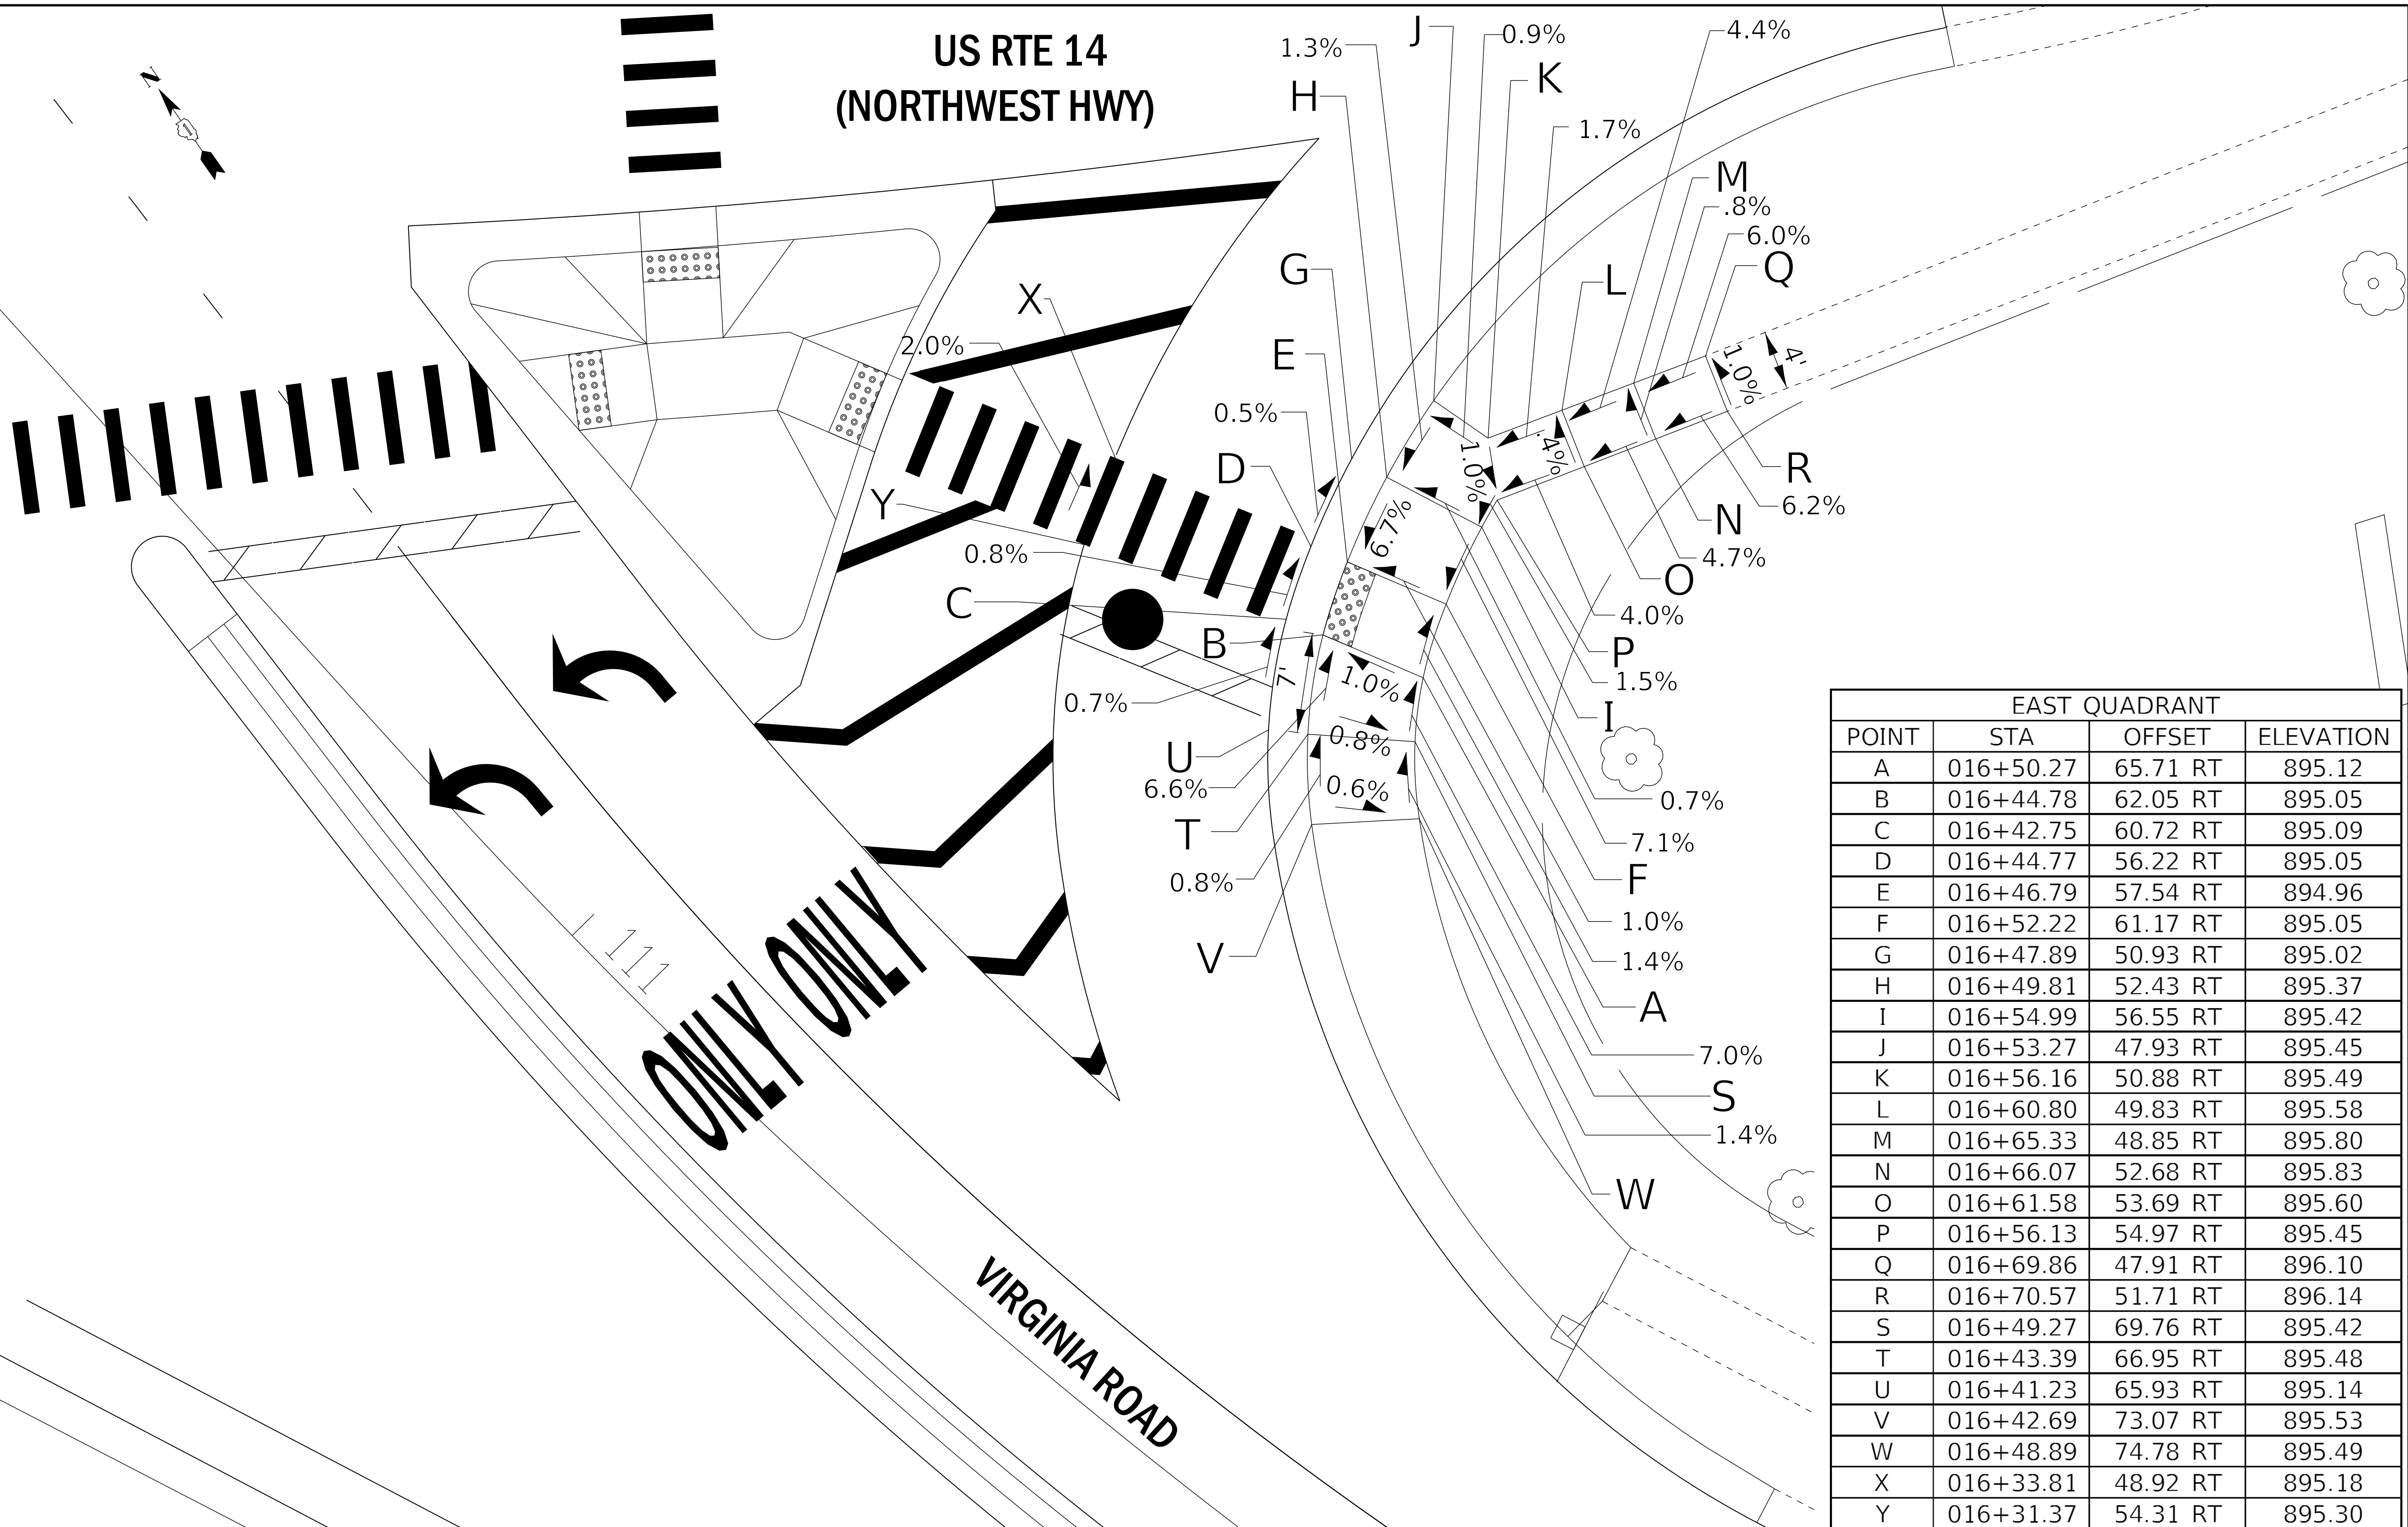 US RTE 14
(NORTHWEST HWY)
N
J
1.3%
0.9%
4.4%
H
K
1.7%
M
.8%
6.0%
Q
G
L
X
E
2.0%
4'
1.0%
0.5%
D
.4%
1.0%
R
Y
6.2%
6.7%
N
0.8%
4.7%
C
O
4.0%
B
P
7'
1.0%
1.5%
0.7%
I
U
0.8%
6.6%
0.6%
0.7%
T
7.1%
0.8%
F
1.0%
V
1.4%
A
7.0%
S
1.4%
W
111
ONLY ONLY
VIRGINIA ROAD
EAST QUADRANT
POINT STA OFFSET ELEVATION
A 016+50.27 65.71 RT 895.12
B 016+44.78 62.05 RT 895.05
C 016+42.75 60.72 RT 895.09
D 016+44.77 56.22 RT 895.05
E 016+46.79 57.54 RT 894.96
F 016+52.22 61.17 RT 895.05
G 016+47.89 50.93 RT 895.02
H 016+49.81 52.43 RT 895.37
I 016+54.99 56.55 RT 895.42
J 016+53.27 47.93 RT 895.45
K 016+56.16 50.88 RT 895.49
L 016+60.80 49.83 RT 895.58
M 016+65.33 48.85 RT 895.80
N 016+66.07 52.68 RT 895.83
O 016+61.58 53.69 RT 895.60
P 016+56.13 54.97 RT 895.45
Q 016+69.86 47.91 RT 896.10
R 016+70.57 51.71 RT 896.14
S 016+49.27 69.76 RT 895.42
T 016+43.39 66.95 RT 895.48
U 016+41.23 65.93 RT 895.14
V 016+42.69 73.07 RT 895.53
W 016+48.89 74.78 RT 895.49
X 016+33.81 48.92 RT 895.18
Y 016+31.37 54.31 RT 895.30